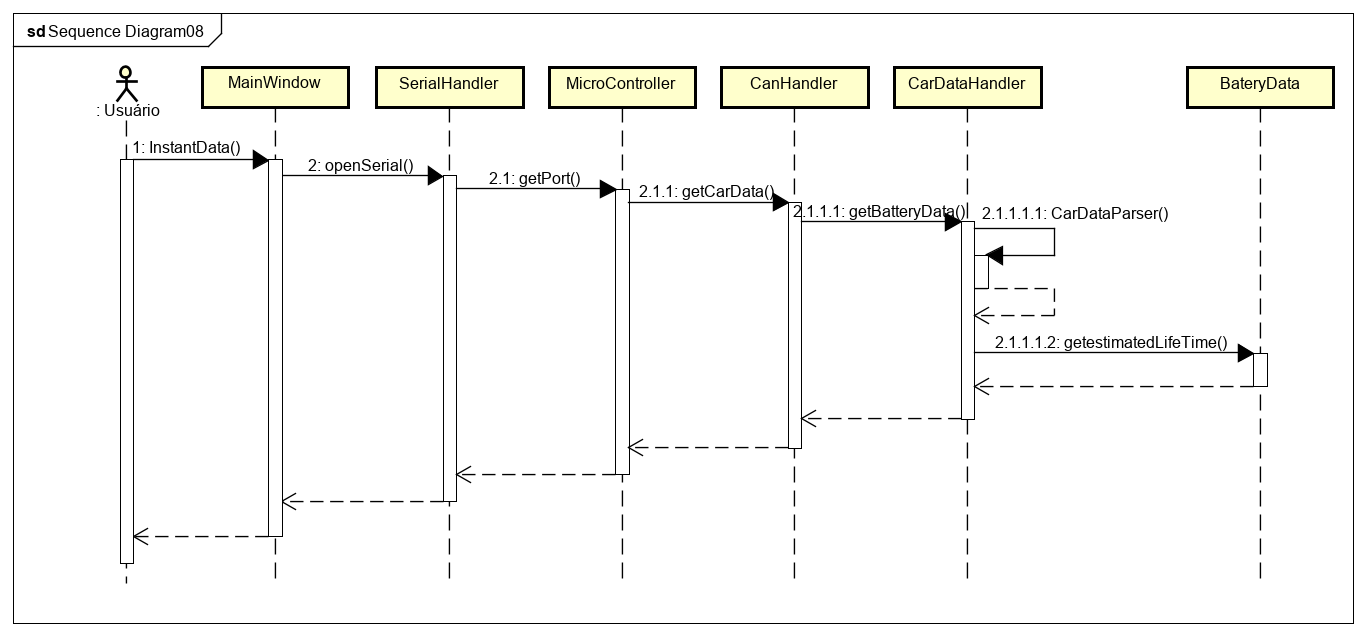 sd Sequence Diagram08
: Usuário
MainWindow
SerialHandler
MicroController
CanHandler
CarDataHandler
BateryData
1: InstantData()
2: openSerial()
2.1: getPort()
2.1.1: getCarData()
2.1.1.1: getBatteryData()
2.1.1.1.1: CarDataParser()
2.1.1.1.2: getestimatedLifeTime()